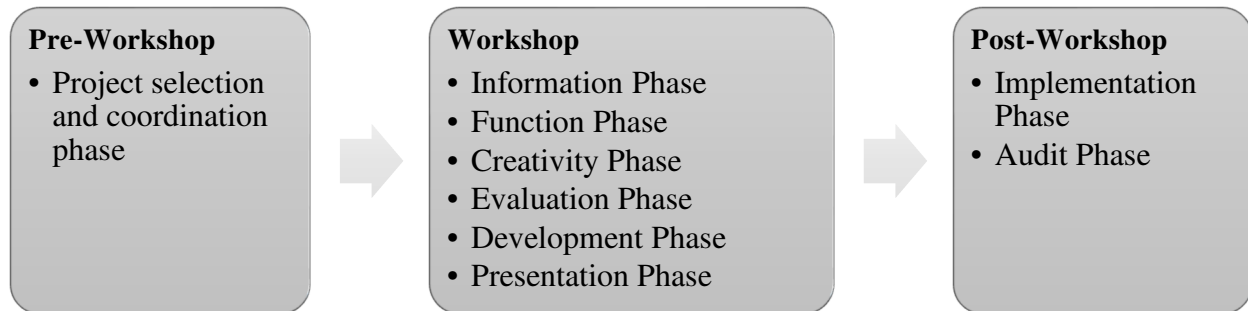 Pre-Workshop
• Project selection
and coordination
phase
Workshop
• Information Phase
• Function Phase
• Creativity Phase
• Evaluation Phase
• Development Phase
• Presentation Phase
Post-Workshop
• Implementation
Phase
• Audit Phase